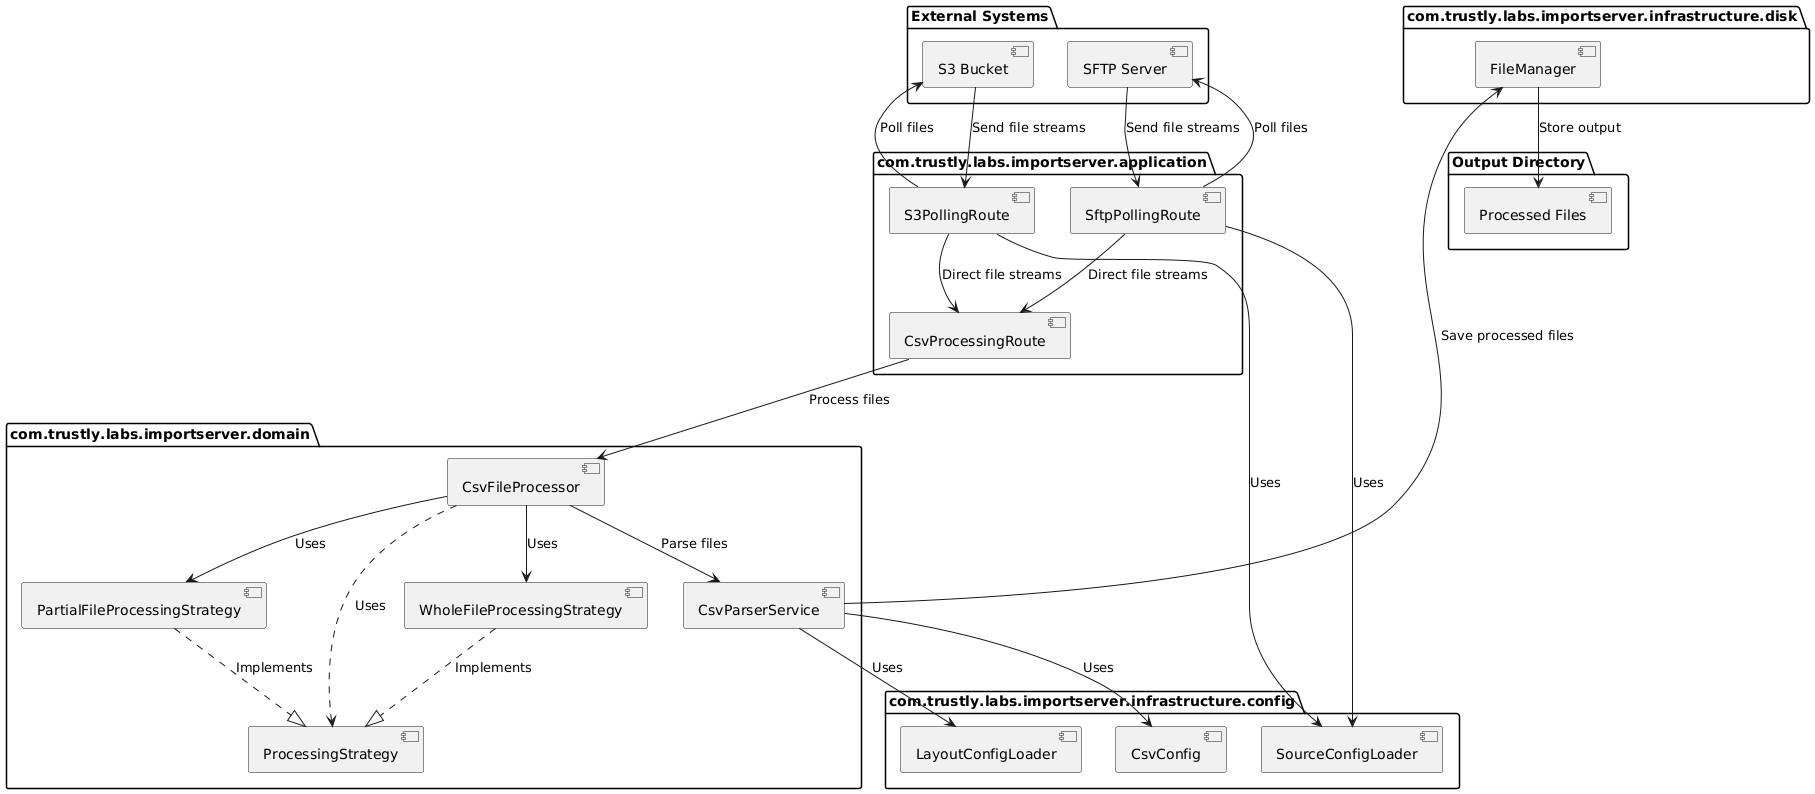 External Systems
com.trustly.labs.importserver.infrastructure.disk
S3 Bucket
SFTP Server
FileManager
Poll files
Send file streams
Send file streams
Poll files
Store output
com.trustly.labs.importserver.application
Output Directory
S3PollingRoute
SftpPollingRoute
Processed Files
Direct file streams
Direct file streams
CsvProcessingRoute
Save processed files
Process files
com.trustly.labs.importserver.domain
CsvFileProcessor
Uses
Uses
Uses
Uses
Parse files
Uses
PartialFileProcessingStrategy
WholeFileProcessingStrategy
CsvParserService
Implements
Implements
Uses
Uses
com.trustly.labs.importserver.infrastructure.config
ProcessingStrategy
LayoutConfigLoader
CsvConfig
SourceConfigLoader